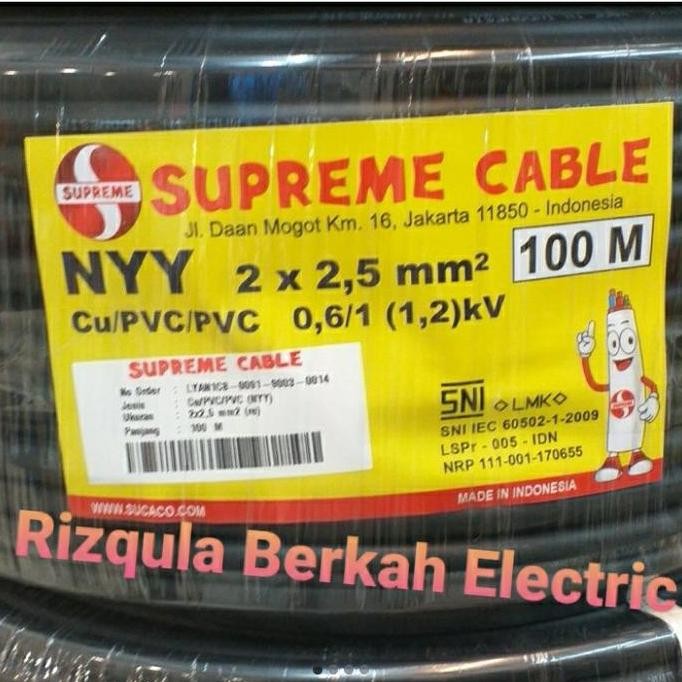 SUPREME
SUPREME CABLE
Jl. Daan Mogot Km. 16, Jakarta 11850 - Indonesia
NYY 2 x 2,5 mm² 100 M
Cu/PVC/PVC 0,6/1 (1,2)kV
SUPREME CABLE
No Order :
Jenis : Cu/PVC/PVC (NYY)
Ukuran : 2x2,5 mm2 (re)
Panjang : 100 M
SNI LMK
SNI IEC 60502-1-2009
LSPr - 005 - IDN
NRP 111-001-170655
WWW.SUCACO.COM
MADE IN INDONESIA
Rizqula Berkah Electric